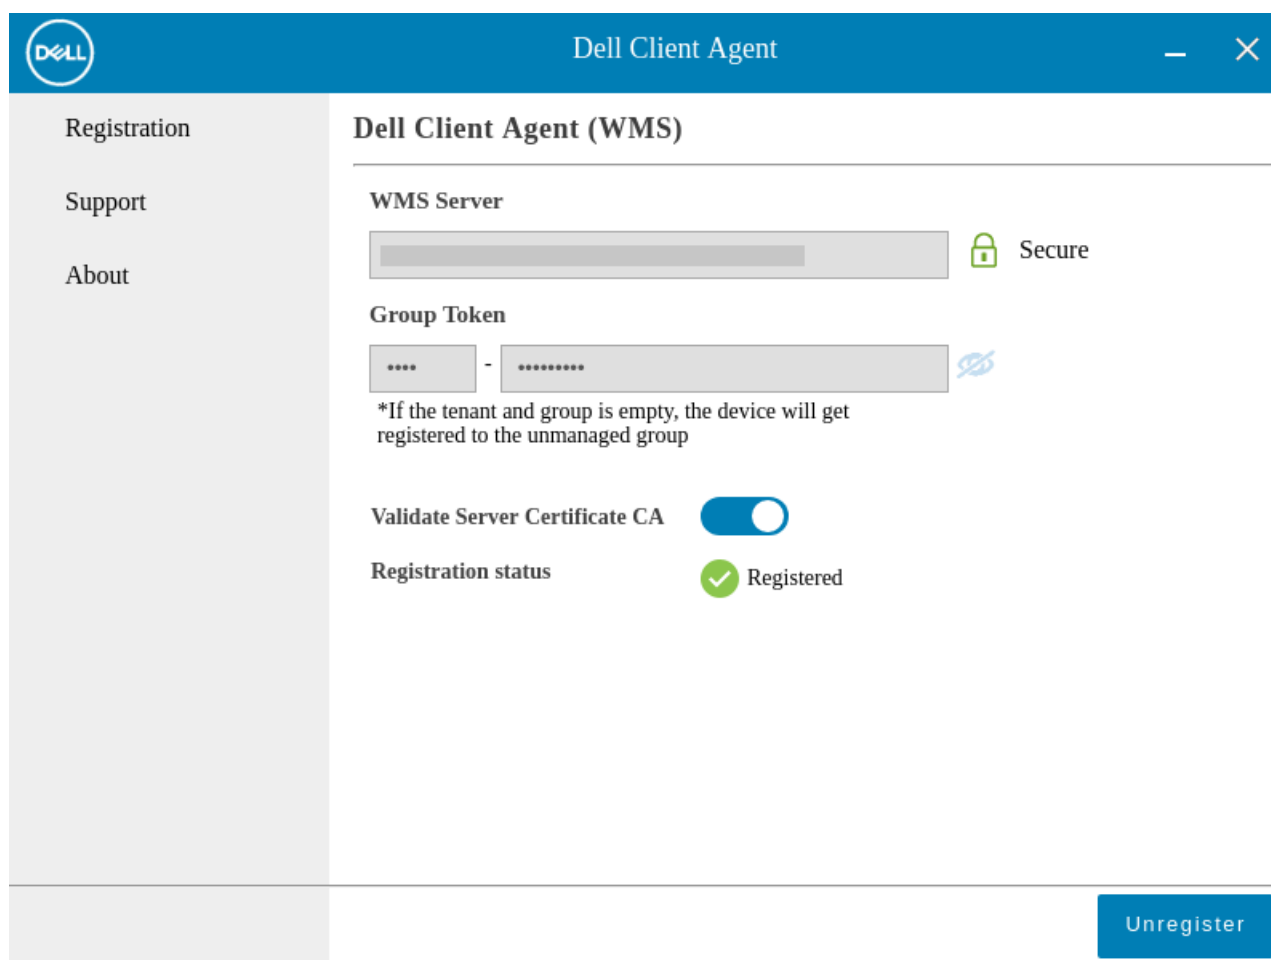 DELL
Dell Client Agent
Registration
Support
About
Dell Client Agent (WMS)
WMS Server
Secure
Group Token
•••• - •••••••••
*If the tenant and group is empty, the device will get
registered to the unmanaged group
Validate Server Certificate CA
Registration status
Registered
Unregister